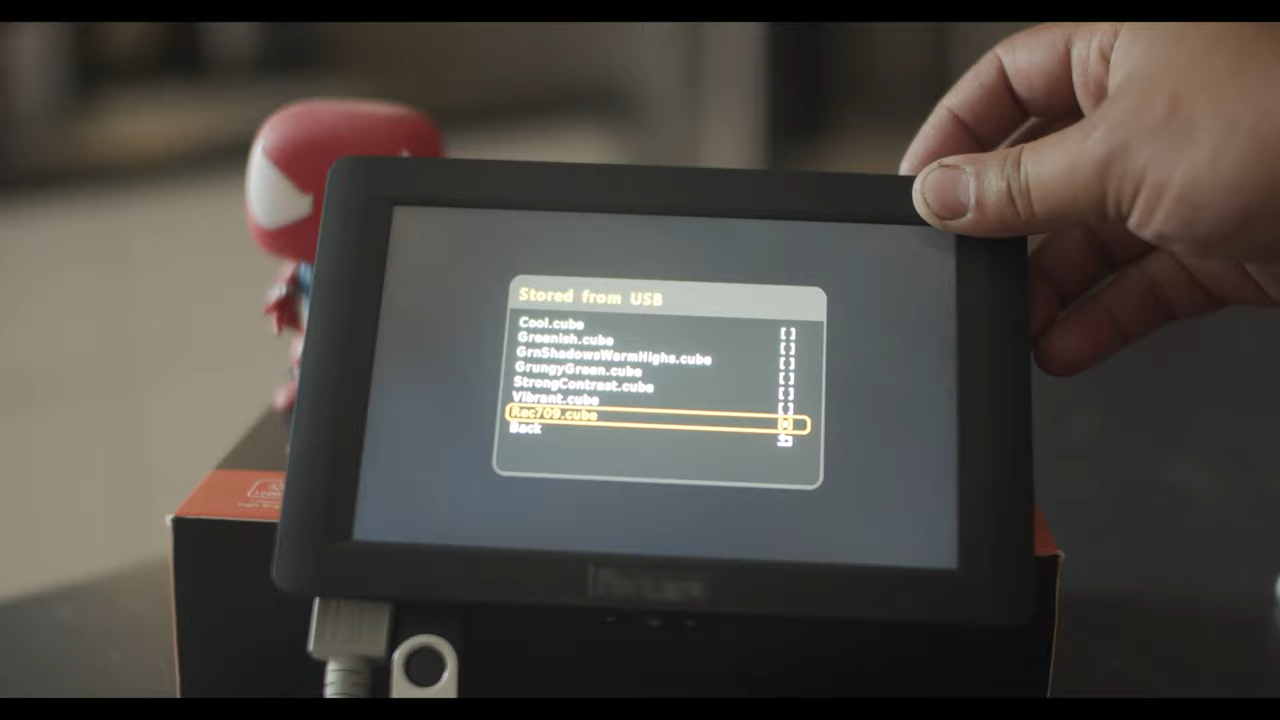 Stored from USB
Cool.cube [ ]
Greenish.cube [ ]
GrnShadowsWarmHighs.cube [ ]
GrungyGreen.cube [ ]
StrongContrast.cube [ ]
Vibrant.cube [ ]
Rec709.cube
Back